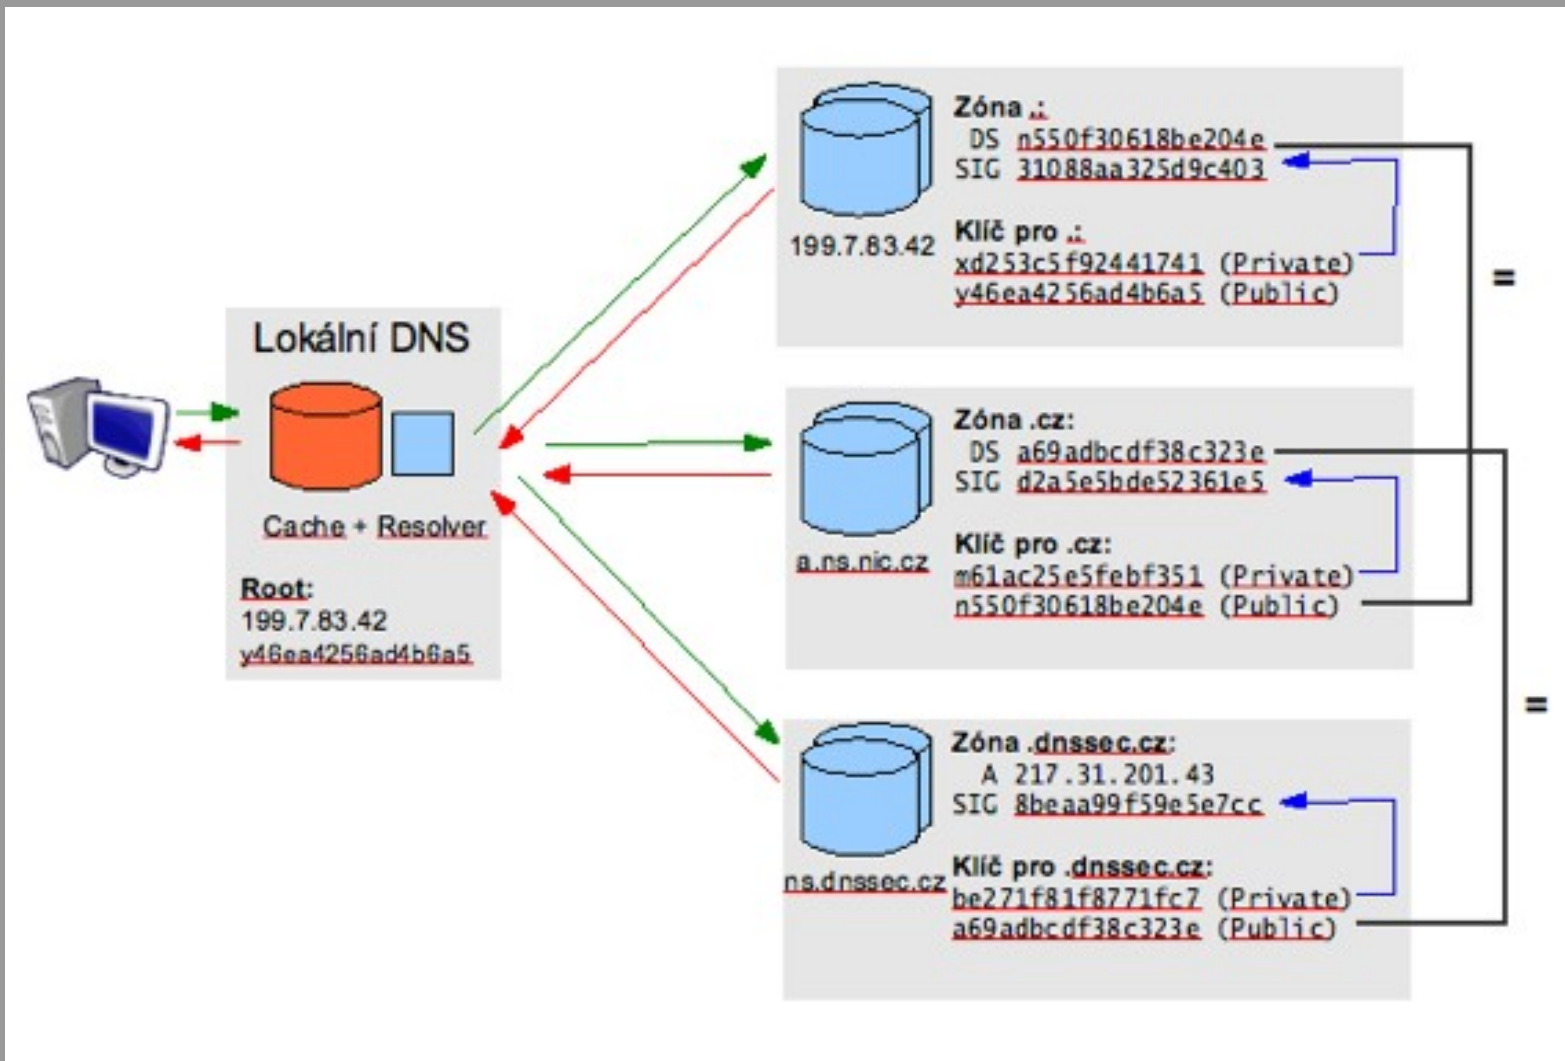 Lokální DNS
Cache + Resolver
Root:
199.7.83.42
y46ea4256ad4b6a5
199.7.83.42
Zóna .:
DS n550f30618be204e
SIG 31088aa325d9c403
Klíč pro .:
xd253c5f92441741 (Private)
y46ea4256ad4b6a5 (Public)
=
a.ns.nic.cz
Zóna .cz:
DS a69adbcdf38c323e
SIG d2a5e5bde52361e5
Klíč pro .cz:
m61ac25e5febf351 (Private)
n550f30618be204e (Public)
=
ns.dnssec.cz
Zóna .dnssec.cz:
A 217.31.201.43
SIG 8beaa99f59e5e7cc
Klíč pro .dnssec.cz:
be271f81f8771fc7 (Private)
a69adbcdf38c323e (Public)